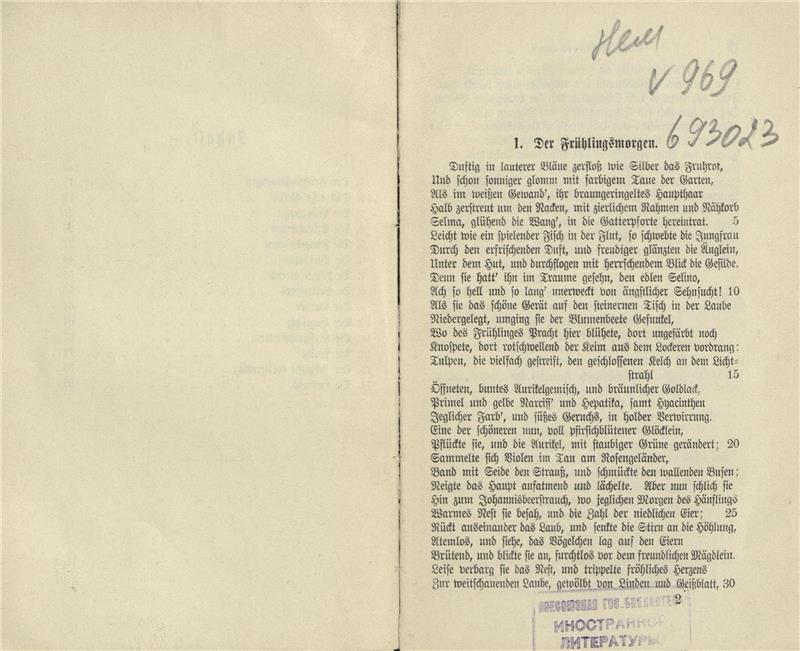 Нем
V 969
693023
1. Der Frühlingsmorgen.
Duftig in lauterer Bläue zerfloß wie Silber das Fruhrot,
Und schon sonniger glomm mit farbigem Taue der Garten,
Als im weißen Gewand', ihr braungeringeltes Haupthaar
Halb zerstreut um den Nacken, mit zierlichem Rahmen und Nähkorb
Selma, glühend die Wang', in die Gatterpforte hereintrat. 5
Leicht wie ein spielender Fisch in der Flut, so schwebte die Jungfrau
Durch den erfrischenden Duft, und freudiger glänzten die Äuglein,
Unter dem Hut, und durchflogen mit herrschendem Blick die Gefilde.
Denn sie hatt' ihn im Traume gesehn, den edlen Selino,
Ach so hell und so lang' unerweckt von ängstlicher Sehnsucht! 10
Als sie das schöne Gerät auf den steinernen Tisch in der Laube
Niedergelegt, umging sie der Blumenbeete Gefunkel,
Wo des Frühlinges Pracht hier blühete, dort ungefärbt noch
Knospete, dort rotschwellend der Keim aus dem Lockeren vordrang:
Tulpen, die vielfach gestreift, den geschlossenen Kelch an dem Licht-
strahl 15
Öffneten, buntes Aurikelgemisch, und bräunlicher Goldlack,
Primel und gelbe Narciss' und Hepatika, samt Hyacinthen
Jeglicher Farb', und süßes Geruchs, in holder Verwirrung.
Eine der schöneren nun, voll pfirsichblütener Glöcklein,
Pflückte sie, und die Aurikel, mit staubiger Grüne gerändert; 20
Sammelte sich Violen im Tau am Rosengeländer,
Band mit Seide den Strauß, und schmückte den wallenden Busen;
Neigte das Haupt aufatmend und lächelte. Aber nun schlich sie
Hin zum Johannisbeerstrauch, wo jeglichen Morgen des Hänflings
Warmes Nest sie besah, und die Zahl der niedlichen Eier; 25
Rückt auseinander das Laub, und senkte die Stirn an die Höhlung,
Atemlos, und siehe, das Vögelchen lag auf den Eiern
Brütend, und blickte sie an, furchtlos vor dem freundlichen Mägdlein.
Leise verbarg sie das Nest, und trippelte fröhliches Herzens
Zur weitschauenden Laube, gewölbt von Linden und Geißblatt, 30
2
ВСЕСОЮЗНАЯ ГОС. БИБЛИОТЕКА
ИНОСТРАННОЙ
ЛИТЕРАТУРЫ